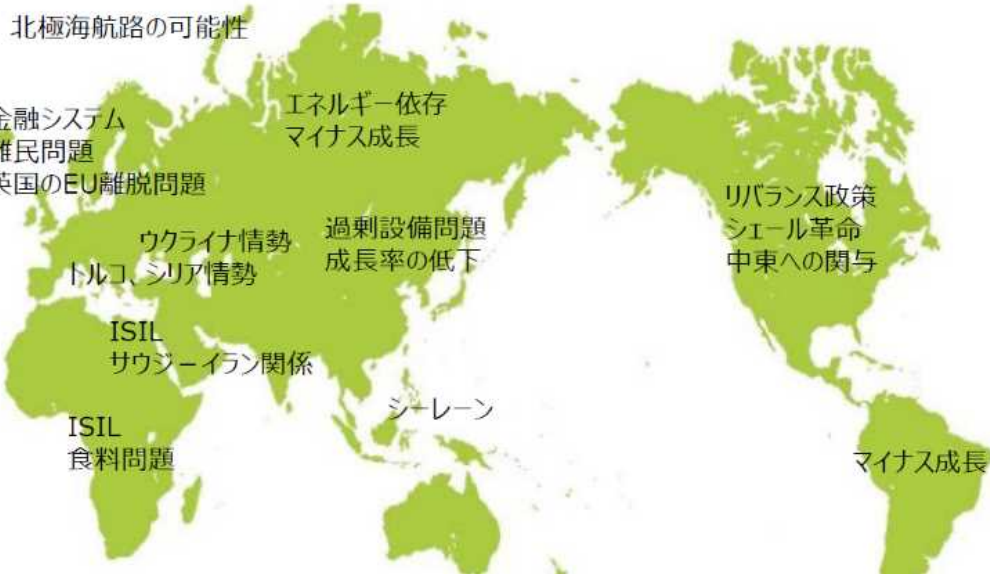 北極海航路の可能性
金融システム
難民問題
英国のEU離脱問題
エネルギー依存
マイナス成長
ウクライナ情勢
トルコ、シリア情勢
過剰設備問題
成長率の低下
リバランス政策
シェール革命
中東への関与
ISIL
サウジーイラン関係
シーレーン
ISIL
食料問題
マイナス成長